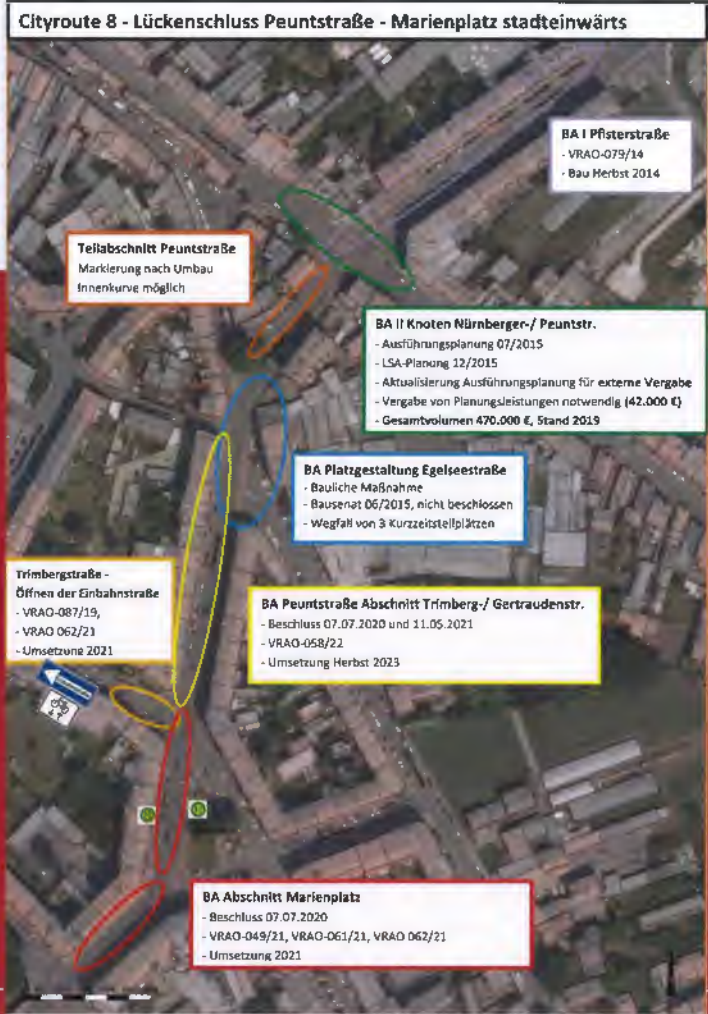 Cityroute 8 - Lückenschluss Peuntstraße - Marienplatz stadteinwärts
BA I Pfisterstraße
- VRAO-079/14
- Bau Herbst 2014
Teilabschnitt Peuntstraße
Markierung nach Umbau
Innenkurve möglich
BA II Knoten Nürnberger-/ Peuntstr.
- Ausführungsplanung 07/2015
- LSA-Planung 12/2015
- Aktualisierung Ausführungsplanung für externe Vergabe
- Vergabe von Planungsleistungen notwendig (42.000 €)
- Gesamtvolumen 470.000 €, Stand 2019
BA Platzgestaltung Egelseestraße
- Bauliche Maßnahme
- Bausenat 06/2015, nicht beschlossen
- Wegfall von 3 Kurzzeitstellplätzen
Trimbergstraße -
Öffnen der Einbahnstraße
- VRAO-087/19,
- VRAO 062/21
- Umsetzung 2021
BA Peuntstraße Abschnitt Trimberg-/ Gertraudenstr.
- Beschluss 07.07.2020 und 11.05.2021
- VRAO-058/22
- Umsetzung Herbst 2023
BA Abschnitt Marienplatz
- Beschluss 07.07.2020
- VRAO-049/21, VRAO-061/21, VRAO 062/21
- Umsetzung 2021